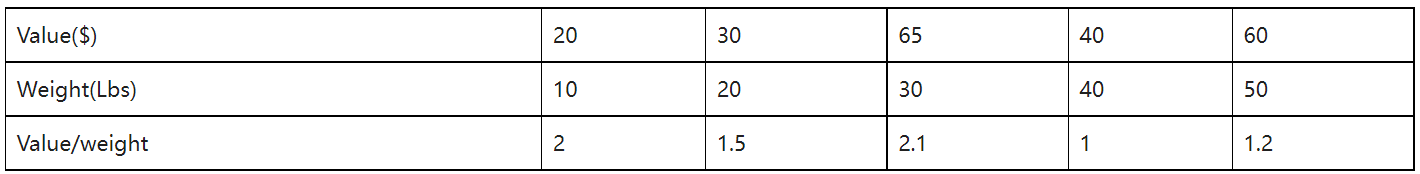 Value($) 20 30 65 40 60
Weight(Lbs) 10 20 30 40 50
Value/weight 2 1.5 2.1 1 1.2